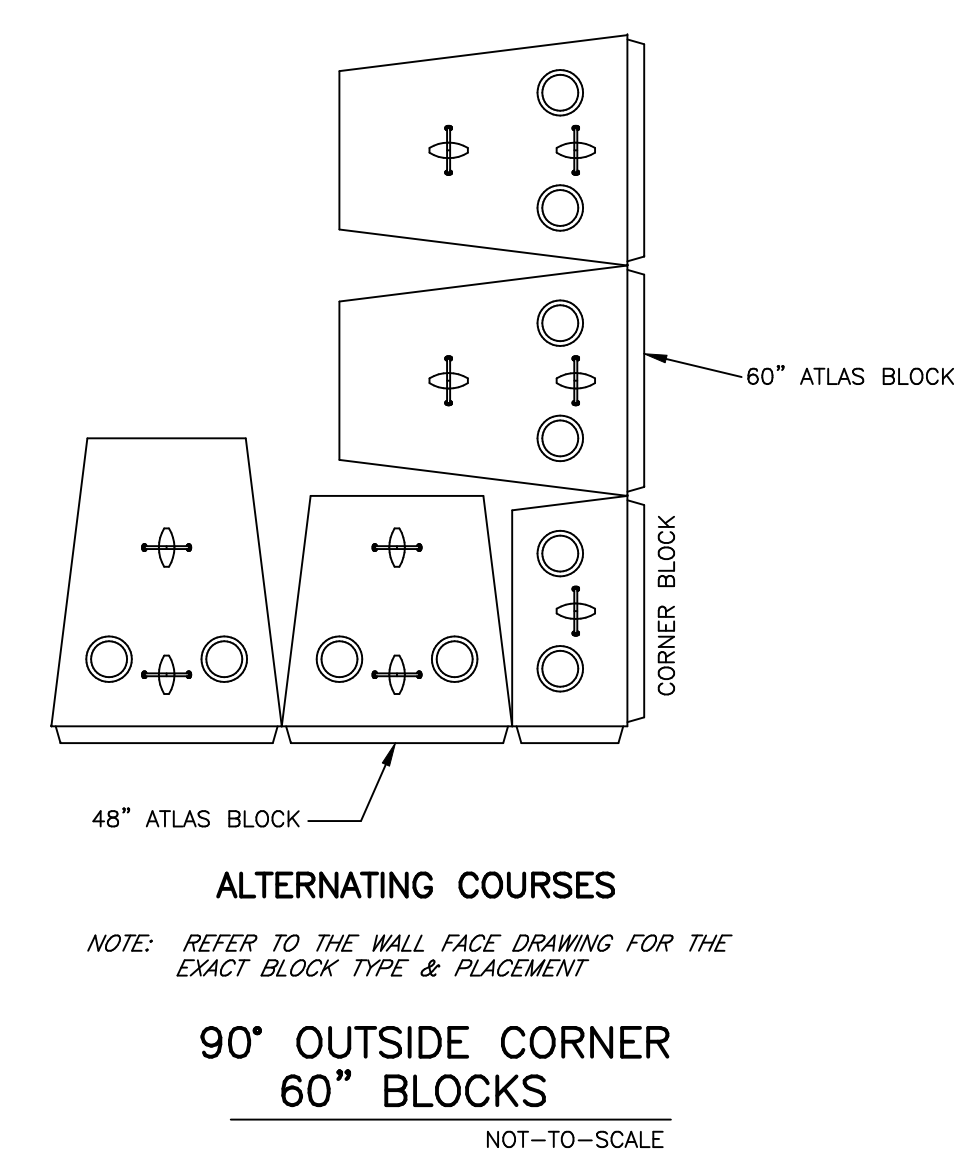 60” ATLAS BLOCK
CORNER BLOCK
48” ATLAS BLOCK
ALTERNATING COURSES
NOTE: REFER TO THE WALL FACE DRAWING FOR THE
EXACT BLOCK TYPE & PLACEMENT
90° OUTSIDE CORNER
60” BLOCKS
NOT-TO-SCALE